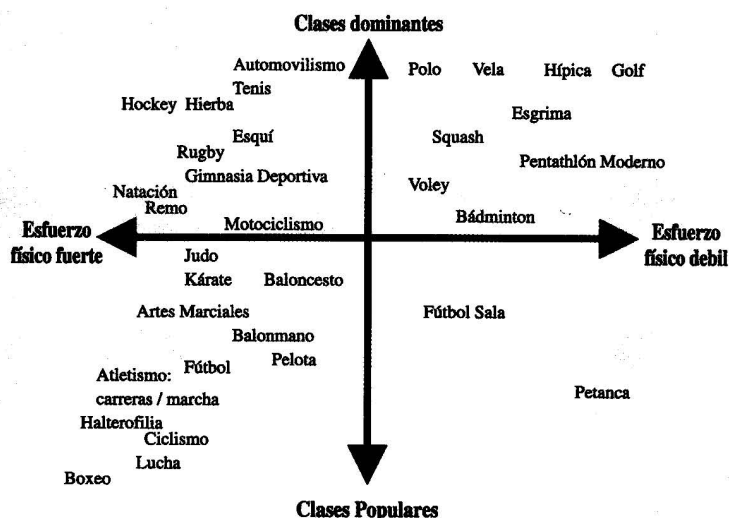 Clases dominantes
Automovilismo
Polo Vela Hípica Golf
Tenis
Hockey Hierba
Esgrima
Esquí
Squash
Rugby
Pentathlón Moderno
Gimnasia Deportiva
Voley
Natación
Remo
Bádminton
Motociclismo
Esfuerzo
físico fuerte
Esfuerzo
físico debil
Judo
Kárate Baloncesto
Artes Marciales
Fútbol Sala
Balonmano
Pelota
Fútbol
Atletismo:
carreras / marcha
Petanca
Halterofilia
Ciclismo
Lucha
Boxeo
Clases Populares